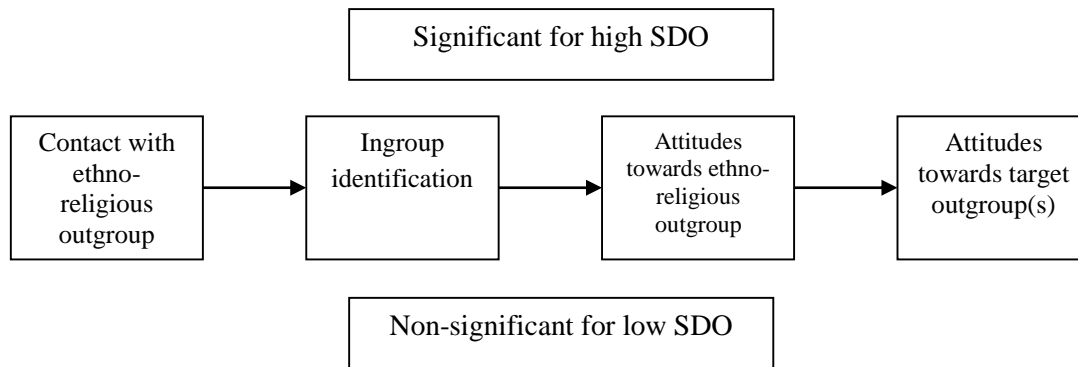 Significant for high SDO
Contact with
ethno-
religious
outgroup
Ingroup
identification
Attitudes
towards ethno-
religious
outgroup
Attitudes
towards target
outgroup(s)
Non-significant for low SDO